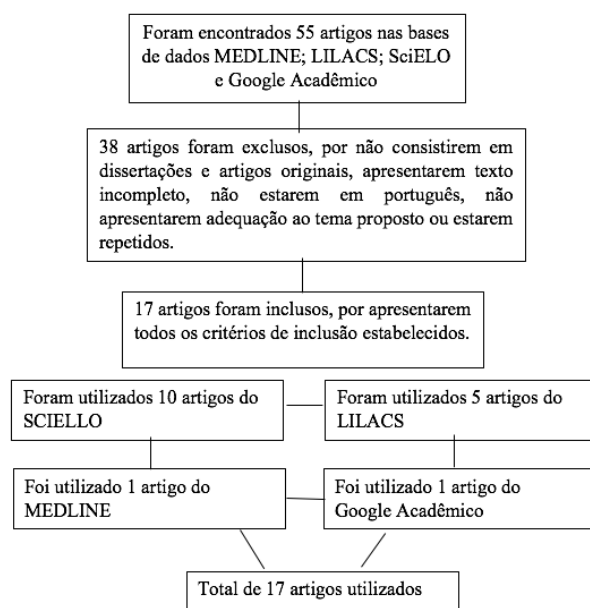 Foram encontrados 55 artigos nas bases
de dados MEDLINE; LILACS; SciELO
e Google Acadêmico
38 artigos foram exclusos, por não consistirem em
dissertações e artigos originais, apresentarem texto
incompleto, não estarem em português, não
apresentarem adequação ao tema proposto ou estarem
repetidos.
17 artigos foram inclusos, por apresentarem
todos os critérios de inclusão estabelecidos.
Foram utilizados 10 artigos do
SCIELLO
Foram utilizados 5 artigos do
LILACS
Foi utilizado 1 artigo do
MEDLINE
Foi utilizado 1 artigo do
Google Acadêmico
Total de 17 artigos utilizados